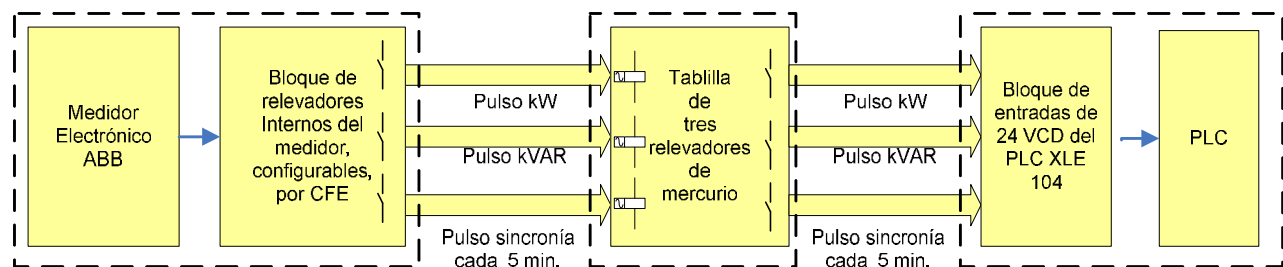 Medidor
Electrónico
ABB
Bloque de
relevadores
Internos del
medidor,
configurables,
por CFE
Pulso kW
Pulso kVAR
Pulso sincronía
cada 5 min.
Tablilla
de
tres
relevadores
de
mercurio
Pulso kW
Pulso kVAR
Pulso sincronía
cada 5 min.
Bloque de
entradas de
24 VCD del
PLC XLE
104
PLC